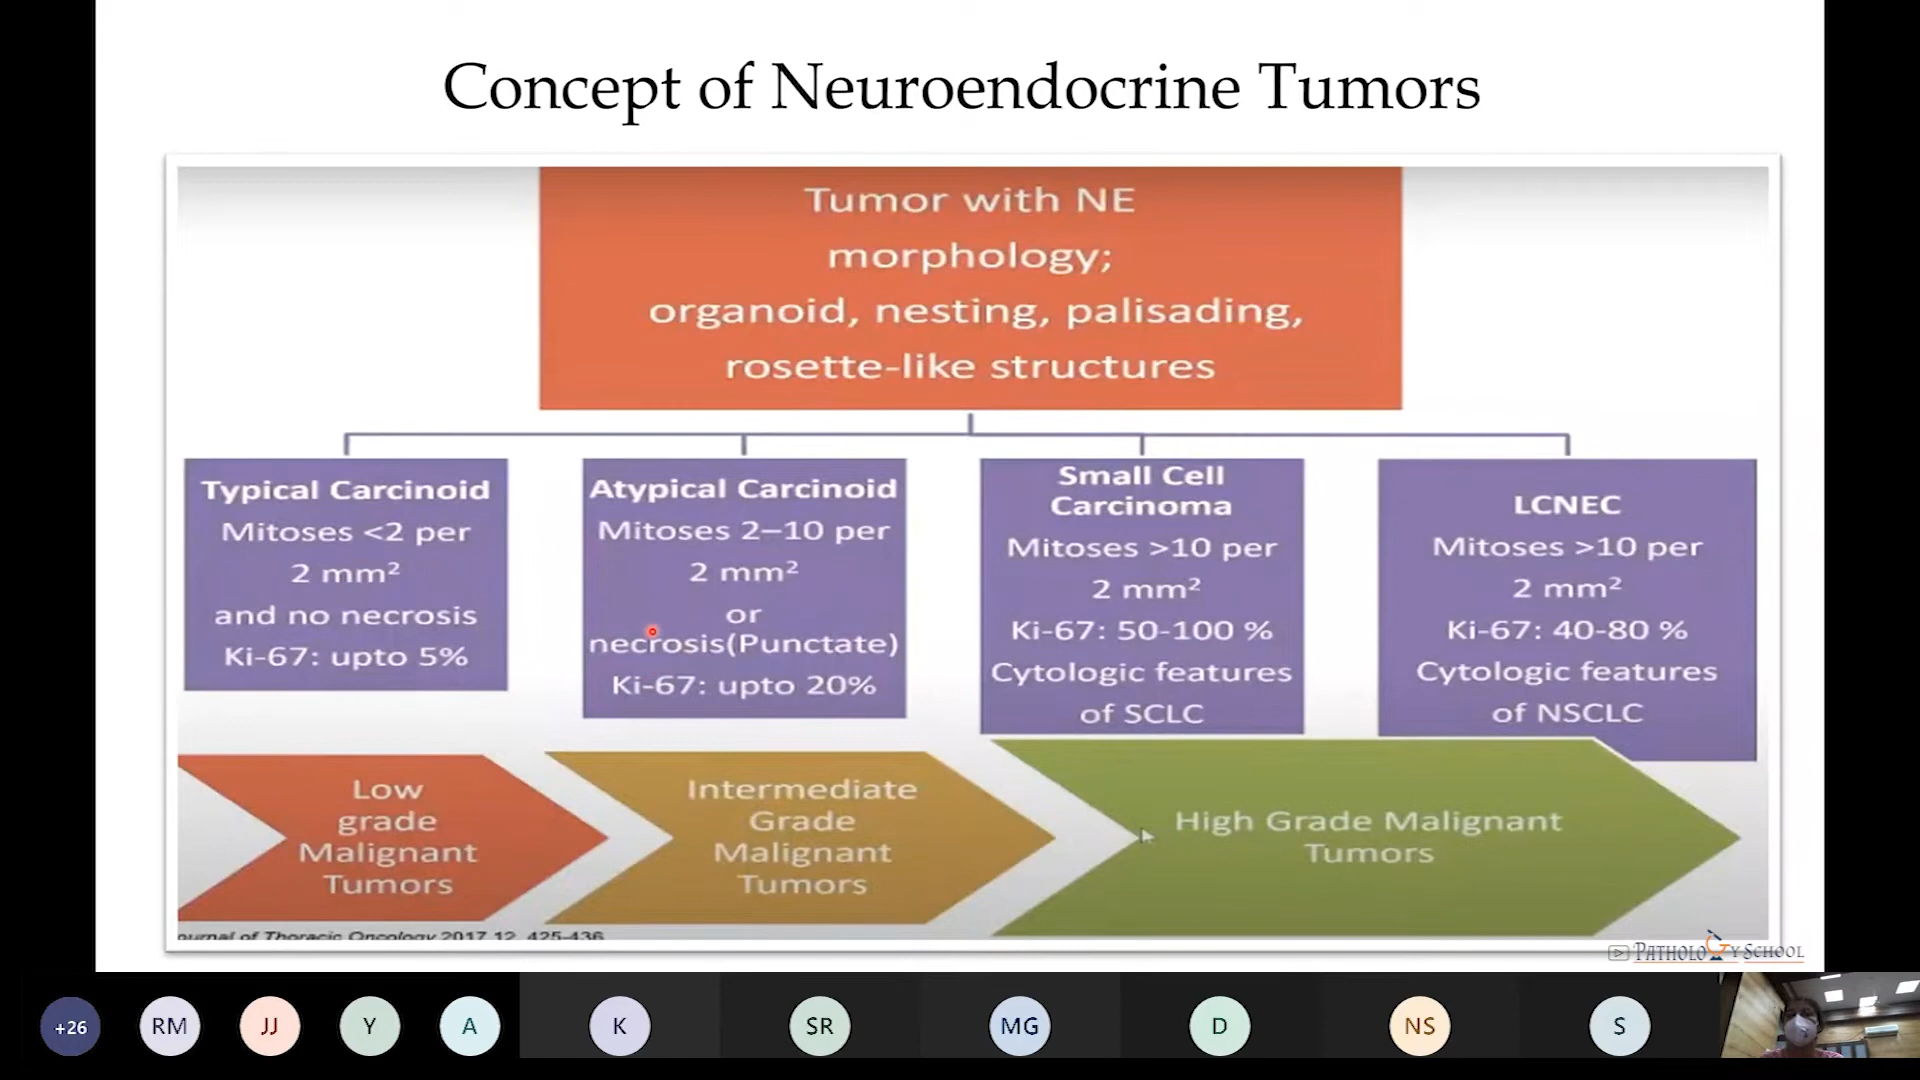 Concept of Neuroendocrine Tumors
Tumor with NE
morphology;
organoid, nesting, palisading,
rosette-like structures
Typical Carcinoid
Mitoses <2 per
2 mm²
and no necrosis
Ki-67: upto 5%
Atypical Carcinoid
Mitoses 2–10 per
2 mm²
or
necrosis(Punctate)
Ki-67: upto 20%
Small Cell
Carcinoma
Mitoses >10 per
2 mm²
Ki-67: 50-100 %
Cytologic features
of SCLC
LCNEC
Mitoses >10 per
2 mm²
Ki-67: 40-80 %
Cytologic features
of NSCLC
Low
grade
Malignant
Tumors
Intermediate
Grade
Malignant
Tumors
High Grade Malignant
Tumors
ournal of Thoracic Oncology 2017 12, 425-436
PATHOLOGY SCHOOL
+26
RM
JJ
Y
A
K
SR
MG
D
NS
S